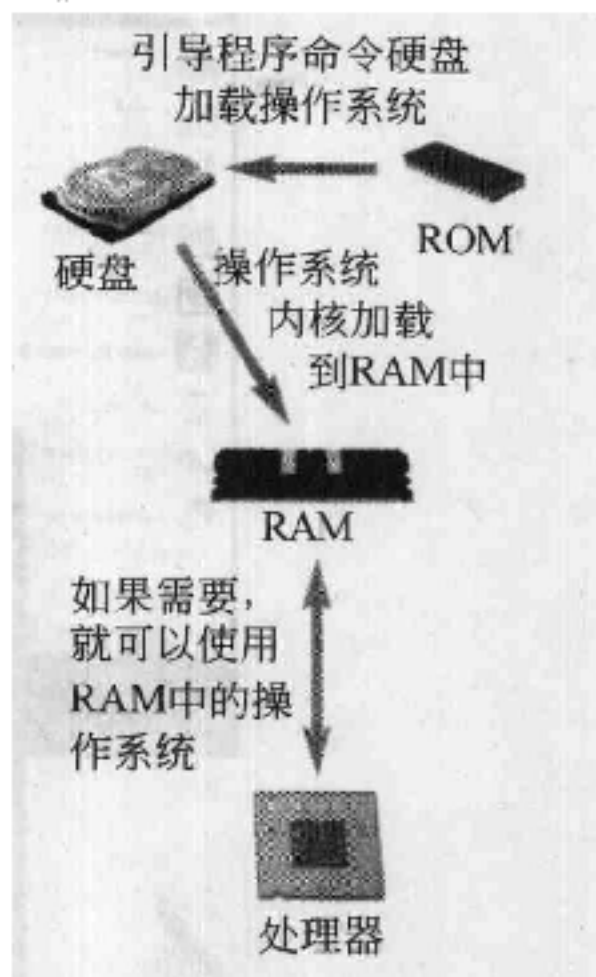 引导程序命令硬盘
加载操作系统
ROM
硬盘
操作系统
内核加载
到RAM中
RAM
如果需要，
就可以使用
RAM中的操
作系统
处理器